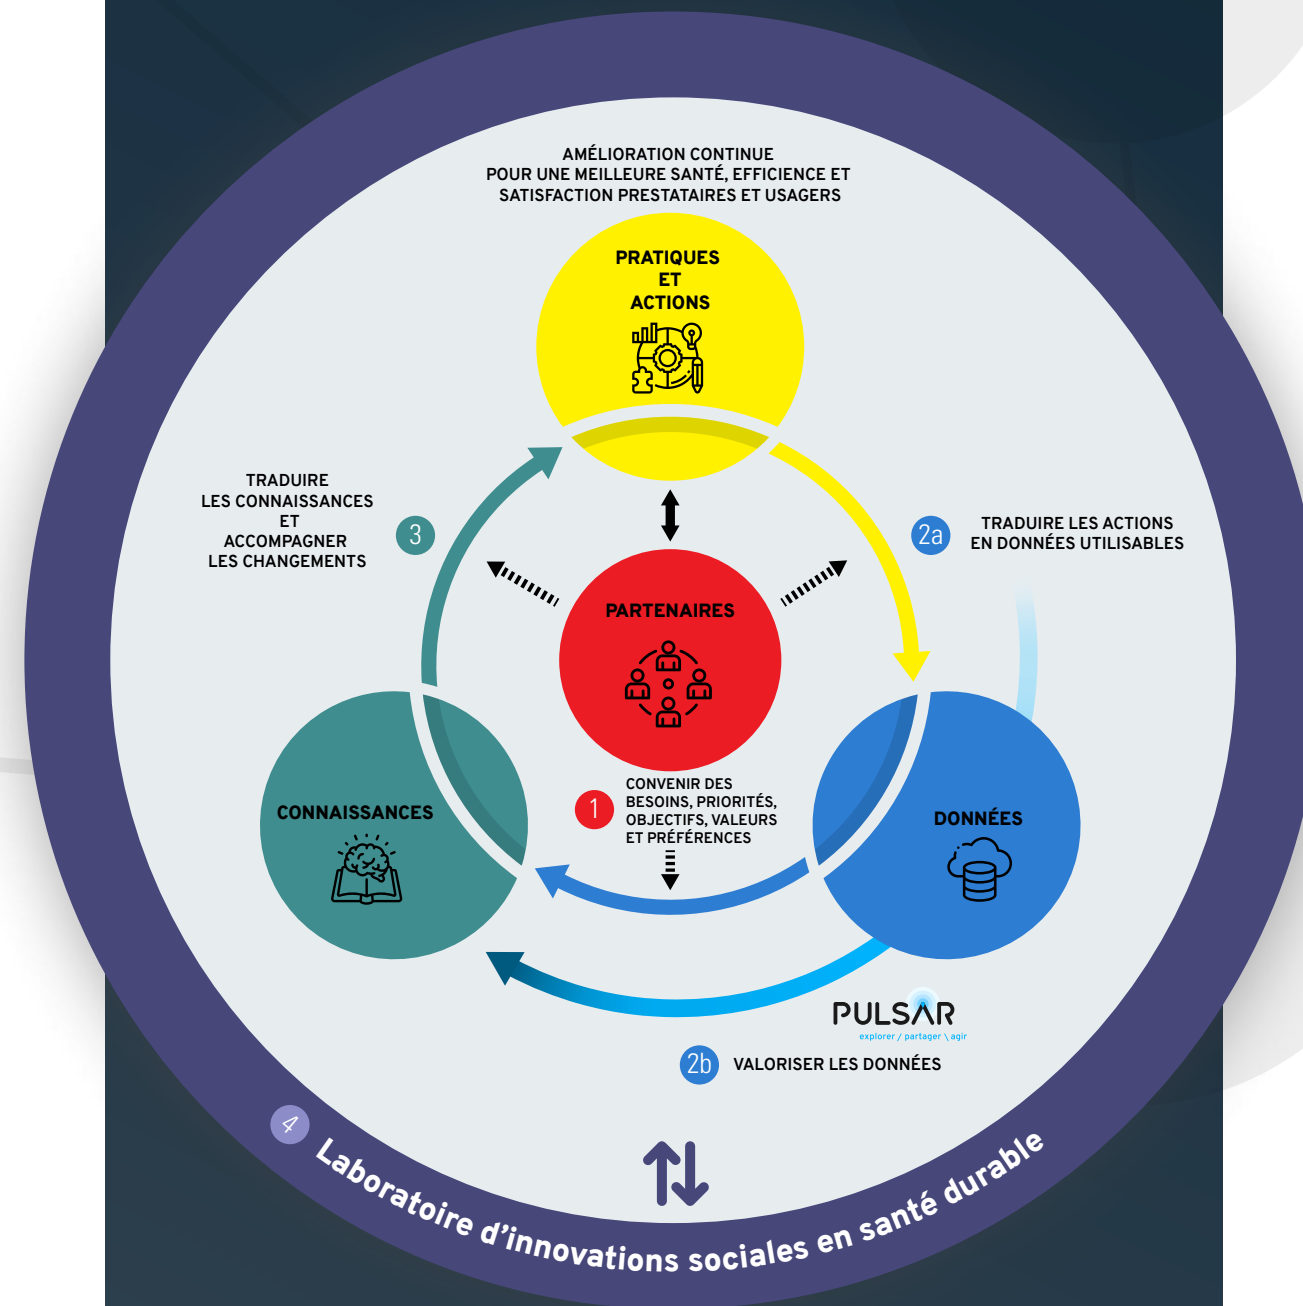 AMÉLIORATION CONTINUE
POUR UNE MEILLEURE SANTÉ, EFFICIENCE ET
SATISFACTION PRESTATAIRES ET USAGERS
PRATIQUES
ET
ACTIONS
TRADUIRE
LES CONNAISSANCES
ET
ACCOMPAGNER
LES CHANGEMENTS
3
2a
TRADUIRE LES ACTIONS
EN DONNÉES UTILISABLES
PARTENAIRES
1
CONVENIR DES
BESOINS, PRIORITÉS,
OBJECTIFS, VALEURS
ET PRÉFÉRENCES
CONNAISSANCES
DONNÉES
PULSAR
explorer / partager \ agir
2b
VALORISER LES DONNÉES
4
Laboratoire d'innovations sociales en santé durable